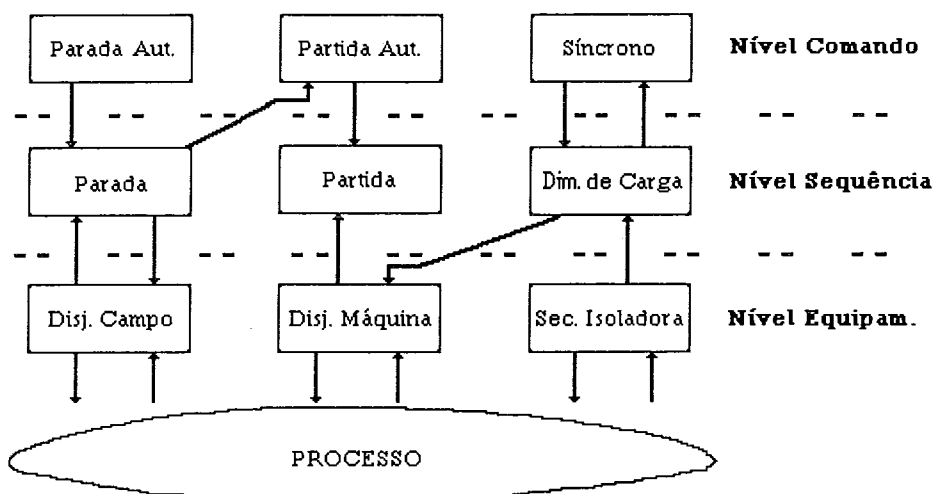 Parada Aut.
Partida Aut.
Síncrono
Nível Comando
Parada
Partida
Dim. de Carga
Nível Sequência
Disj. Campo
Disj. Máquina
Sec. Isoladora
Nível Equipam.
PROCESSO